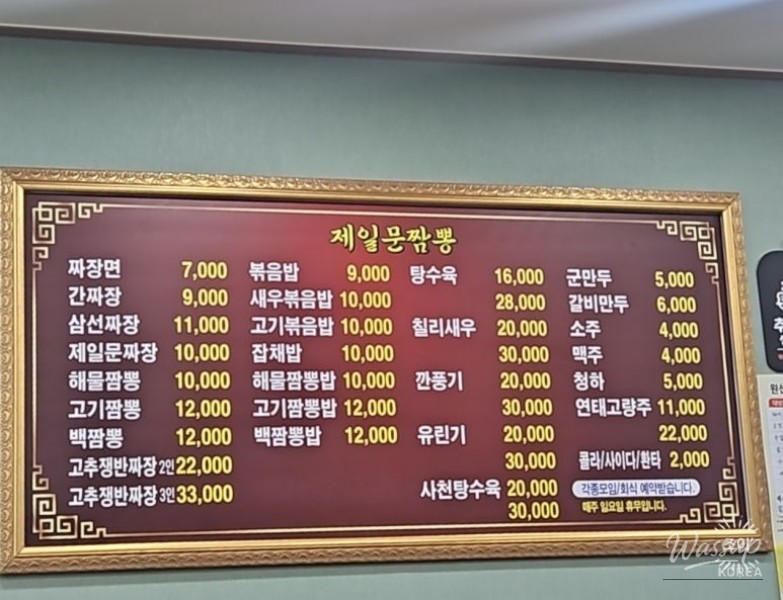 제일문짬뽕
짜장면 7,000
간짜장 9,000
삼선짜장 11,000
제일문짜장 10,000
해물짬뽕 10,000
고기짬뽕 12,000
백짬뽕 12,000
고추쟁반짜장 2인 22,000
고추쟁반짜장 3인 33,000
볶음밥 9,000
새우볶음밥 10,000
고기볶음밥 10,000
잡채밥 10,000
해물짬뽕밥 10,000
고기짬뽕밥 12,000
백짬뽕밥 12,000
탕수육 16,000
28,000
칠리새우 20,000
30,000
깐풍기 20,000
30,000
유린기 20,000
30,000
사천탕수육 20,000
30,000
군만두 5,000
갈비만두 6,000
소주 4,000
맥주 4,000
청하 5,000
연태고량주 11,000
22,000
콜라/사이다/환타 2,000
각종모임/회식 예약받습니다.
매주 일요일 휴무입니다.
Wassup
KOREA